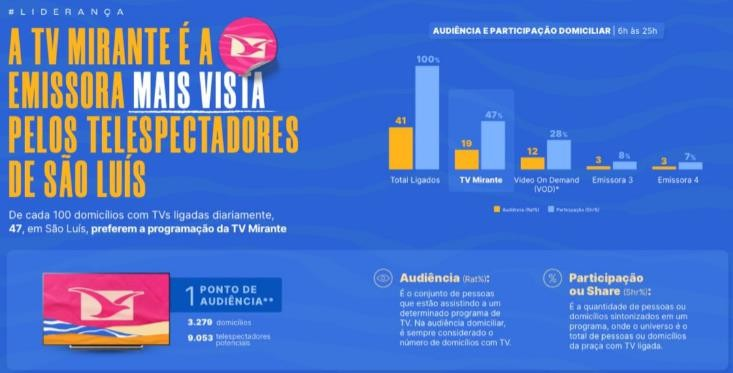 #LIDERANÇA
A TV MIRANTE É A
EMISSORA MAIS VISTA
PELOS TELESPECTADORES
DE SÃO LUÍS
De cada 100 domicílios com TVs ligadas diariamente,
47, em São Luís, preferem a programação da TV Mirante
AUDIÊNCIA E PARTICIPAÇÃO DOMICILIAR | 6h às 25h
41 100%
19 47%
12 28%
3 8%
3 7%
Total Ligados
TV Mirante
Video On Demand
(VOD)*
Emissora 3
Emissora 4
Audiência (Rat%)
Participação (Shr%)
1 PONTO DE
AUDIÊNCIA**
3.279 domicílios
9.053 telespectadores
potenciais
Audiência (Rat%):
É o conjunto de pessoas
que estão assistindo a um
determinado programa de
TV. Na audiência domiciliar,
é sempre considerado o
número de domicílios com TV.
%
Participação
ou Share (Shr%):
É a quantidade de pessoas ou
domicílios sintonizados em um
programa, onde o universo é o
total de pessoas ou domicílios
da praça com TV ligada.